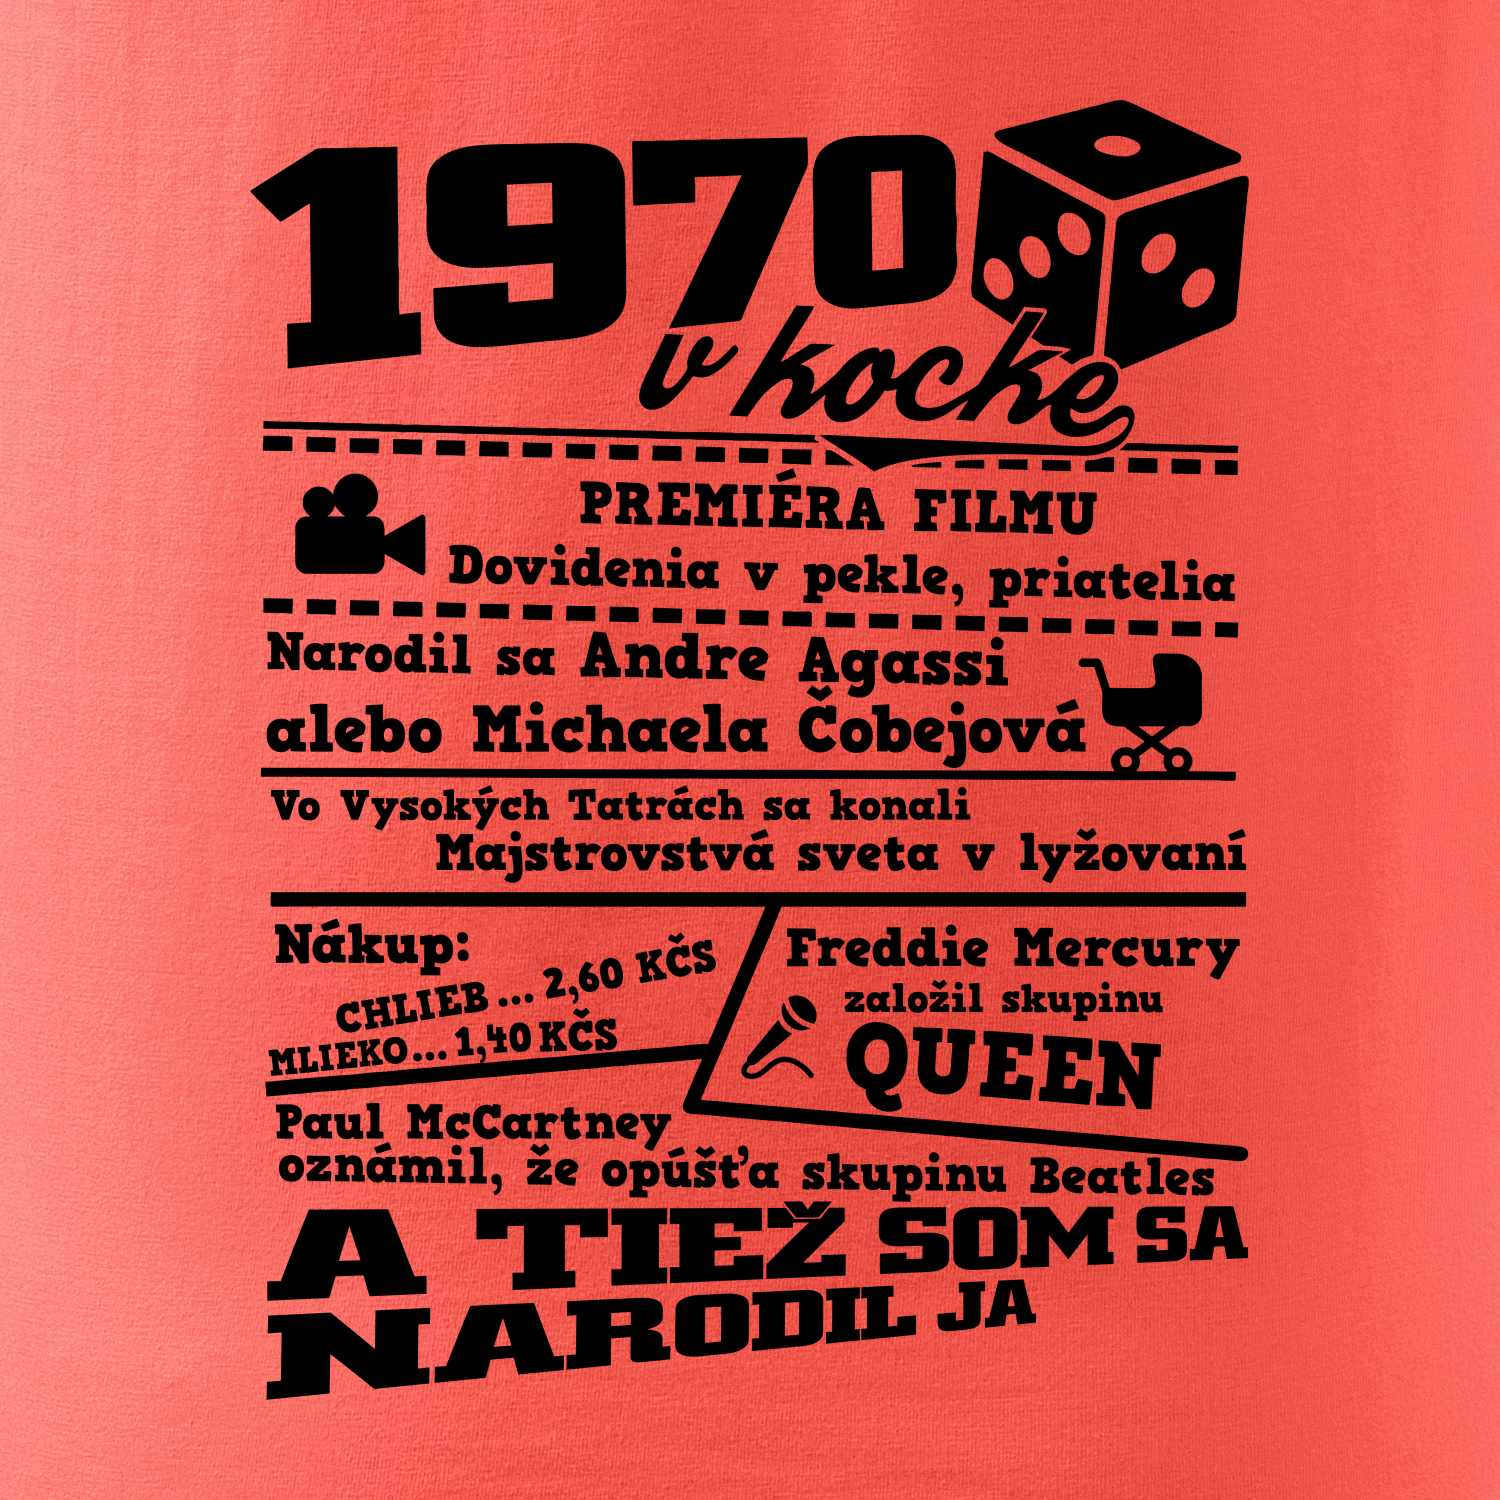 1970
v kocke
PREMIÉRA FILMU
Dovidenia v pekle, priatelia
Narodil sa Andre Agassi
alebo Michaela Čobejová
Vo Vysokých Tatrách sa konali
Majstrovstvá sveta v lyžovaní
Nákup:
CHLIEB ... 2,60 KČS
MLIEKO... 1,40 KČS
Freddie Mercury
založil skupinu
QUEEN
Paul McCartney
oznámil, že opúšťa skupinu Beatles
A TIEŽ SOM SA
NARODIL JA